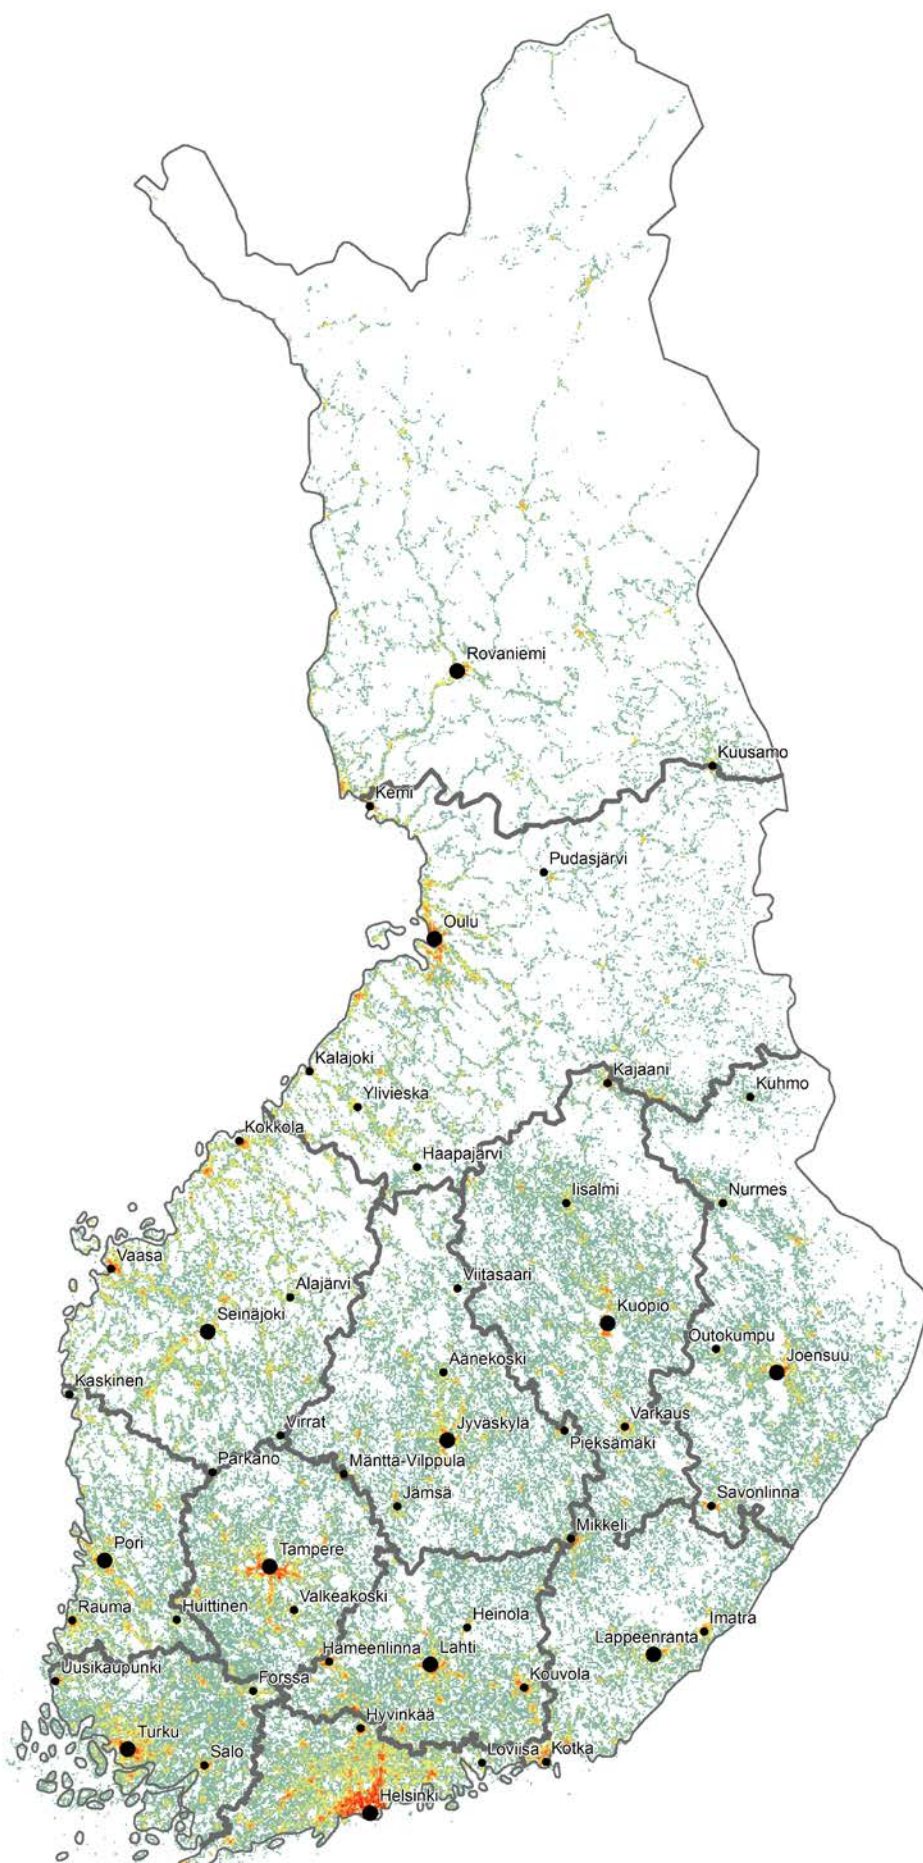 Rovaniemi
Kuusamo
Kemi
Pudasjärvi
Oulu
Kalajoki
Kajaani
Kuhmo
Ylivieska
Kokkola
Haapajärvi
Iisalmi
Nurmes
Vaasa
Viitasaari
Alajärvi
Seinäjoki
Kuopio
Outokumpu
Joensuu
Äänekoski
Kaskinen
Virrat
Jyväskylä
Varkaus
Pieksämäki
Parkano
Mänttä-Vilppula
Jämsä
Savonlinna
Mikkeli
Pori
Tampere
Valkeakoski
Rauma
Huittinen
Heinola
Imatra
Lappeenranta
Hämeenlinna
Lahti
Uusikaupunki
Forssa
Kouvola
Hyvinkää
Turku
Salo
Loviisa
Kotka
Helsinki